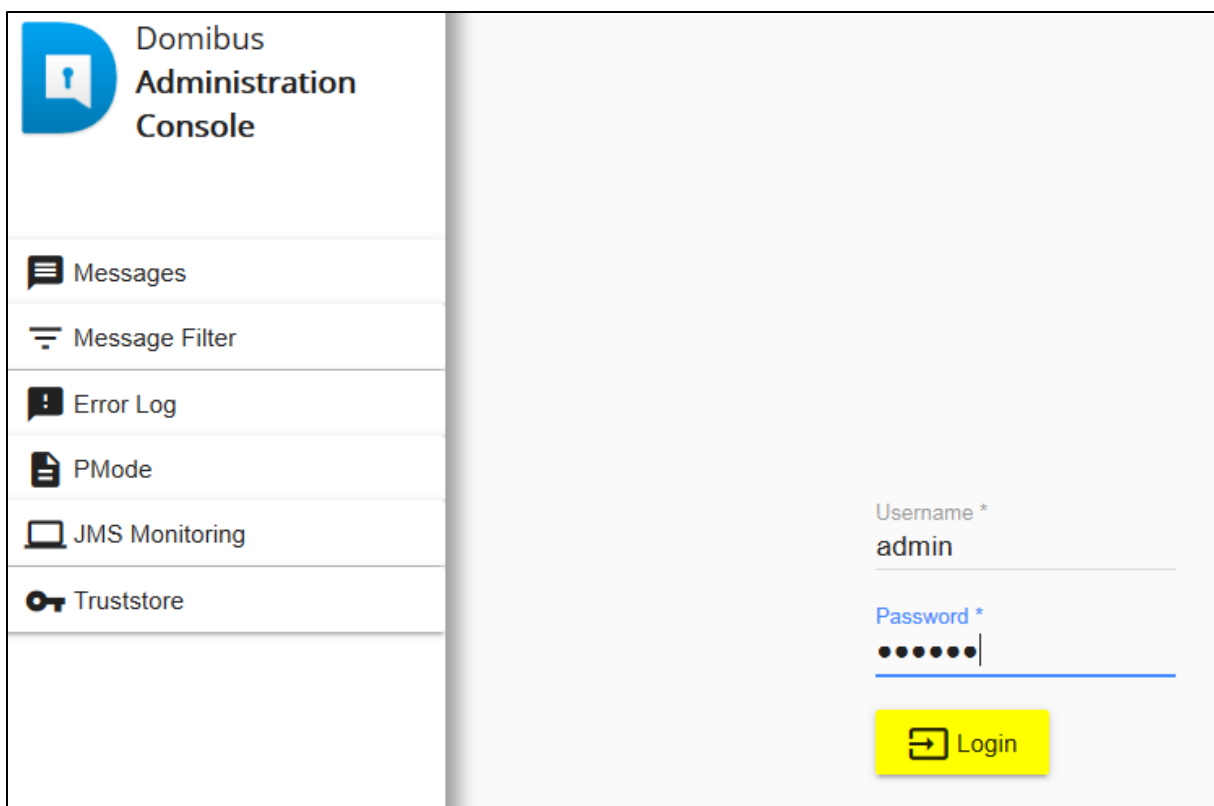 Domibus
Administration
Console
Messages
Message Filter
Error Log
PMode
JMS Monitoring
Truststore
Username *
admin
Password *
••••••
Login